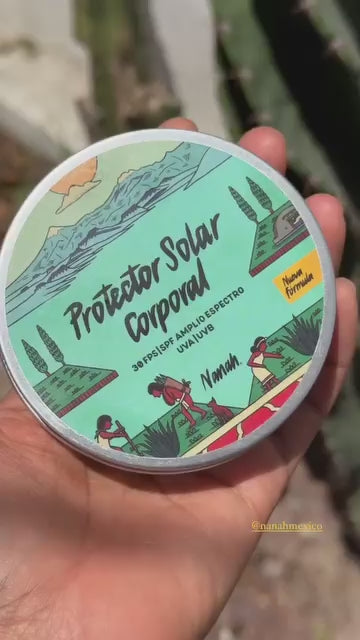 Protector Solar
Corporal
30 FPS|SPF AMPLIO ESPECTRO
UVA|UVB
Nueva
fórmula
Nanah.
@nanahmexico